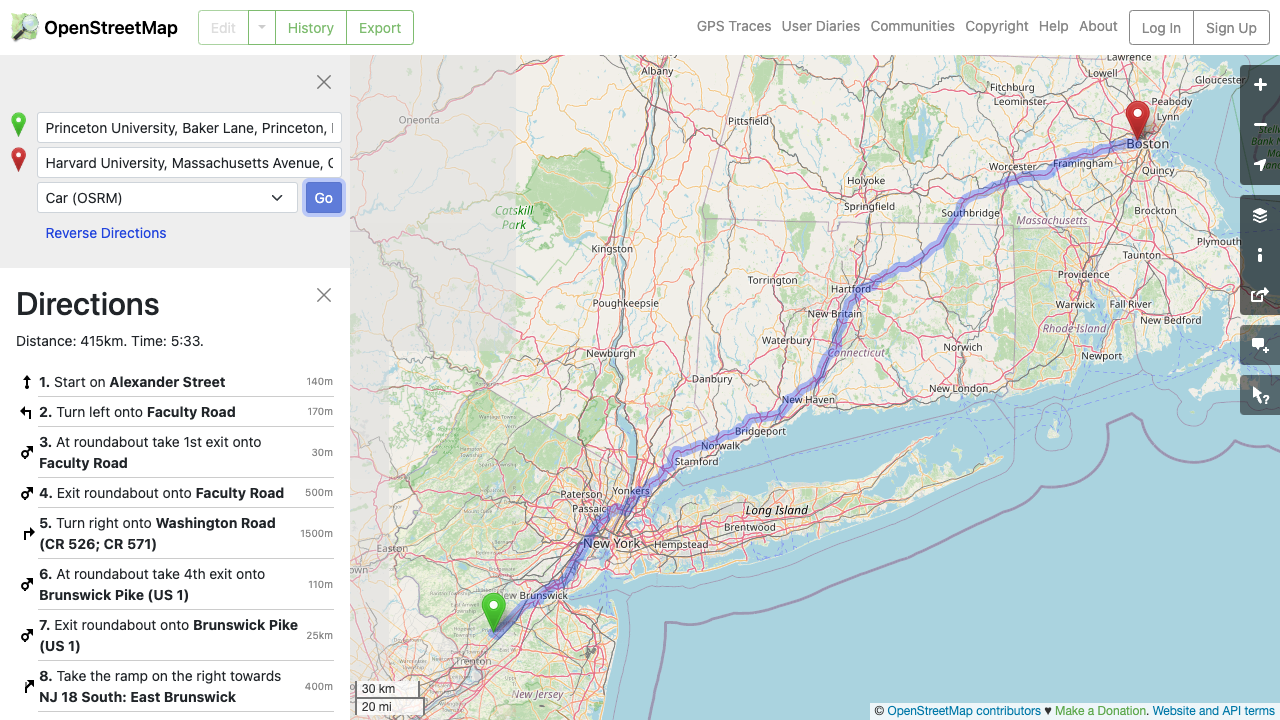 OpenStreetMap
Edit
History
Export
GPS Traces
User Diaries
Communities
Copyright
Help
About
Log In
Sign Up
Princeton University, Baker Lane, Princeton,
Harvard University, Massachusetts Avenue, C
Car (OSRM)
Go
Reverse Directions
Directions
Distance: 415km. Time: 5:33.
1. Start on Alexander Street 140m
2. Turn left onto Faculty Road 170m
3. At roundabout take 1st exit onto
Faculty Road 30m
4. Exit roundabout onto Faculty Road 500m
5. Turn right onto Washington Road
(CR 526; CR 571) 1500m
6. At roundabout take 4th exit onto
Brunswick Pike (US 1) 110m
7. Exit roundabout onto Brunswick Pike
(US 1) 25km
8. Take the ramp on the right towards
NJ 18 South: East Brunswick 400m
Lawrence
Albany
Lowell
Gloucester
Fitchburg
Leominster
Peabody
Lynn
Oneonta
Pittsfield
Boston
Worcester
Framingham
Quincy
Holyoke
Springfield
Southbridge
Brockton
Catskill
Park
Massachusetts
Kingston
Plymouth
Taunton
Providence
Torrington
Hartford
Poughkeepsie
Warwick
Fall River
New Britain
New Bedford
Rhode Island
Waterbury
Norwich
Newburgh
Connecticut
Newport
Danbury
New London
New Haven
Bridgeport
Norwalk
Stamford
Yonkers
Paterson
Passaic
Long Island
Brentwood
New York
Hempstead
Easton
New Brunswick
Trenton
New Jersey
30 km
20 mi
© OpenStreetMap contributors ♥ Make a Donation. Website and API terms